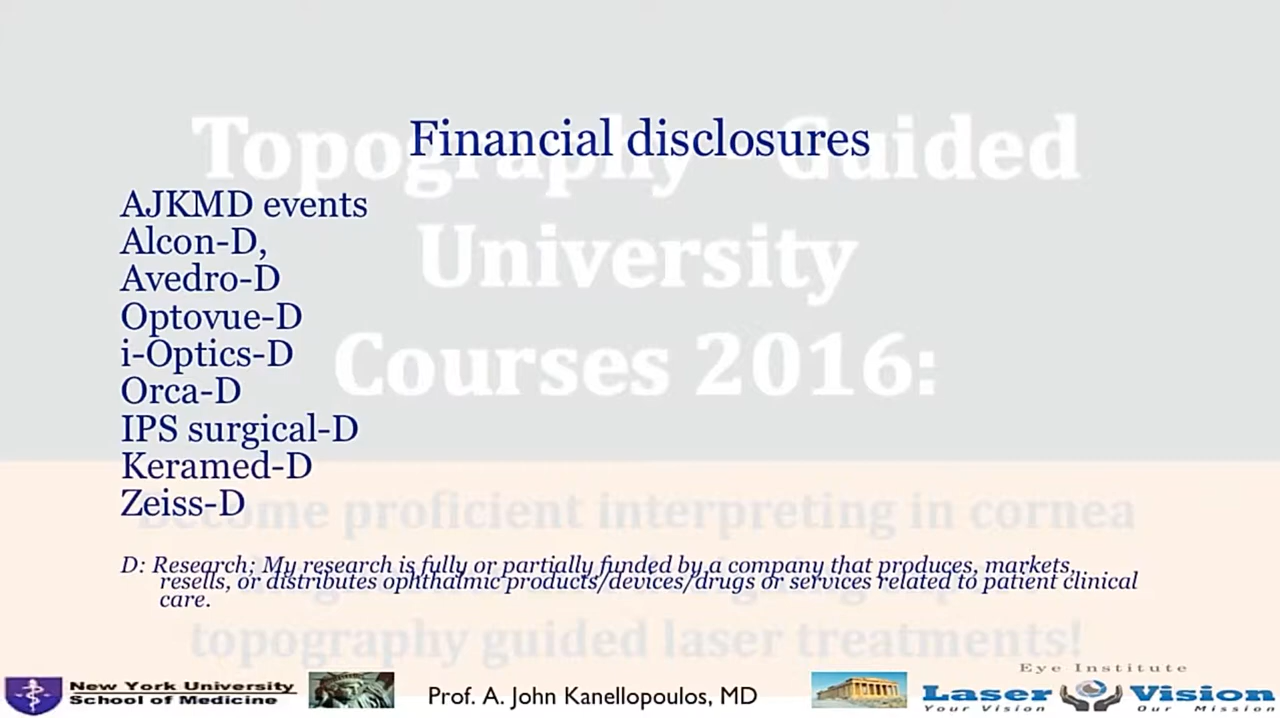 Financial disclosures
AJKMD events
Alcon-D,
Avedro-D
Optovue-D
i-Optics-D
Orca-D
IPS surgical-D
Keramed-D
Zeiss-D
D: Research: My research is fully or partially funded by a company that produces, markets,
resells, or distributes ophthalmic products/devices/drugs or services related to patient clinical
care.
Topography - Guided
University
Courses 2016:
Become proficient interpreting in cornea
topography guided laser treatments!
New York University
School of Medicine
Prof. A. John Kanellopoulos, MD
Eye Institute
Laser Vision
Your Vision Our Mission